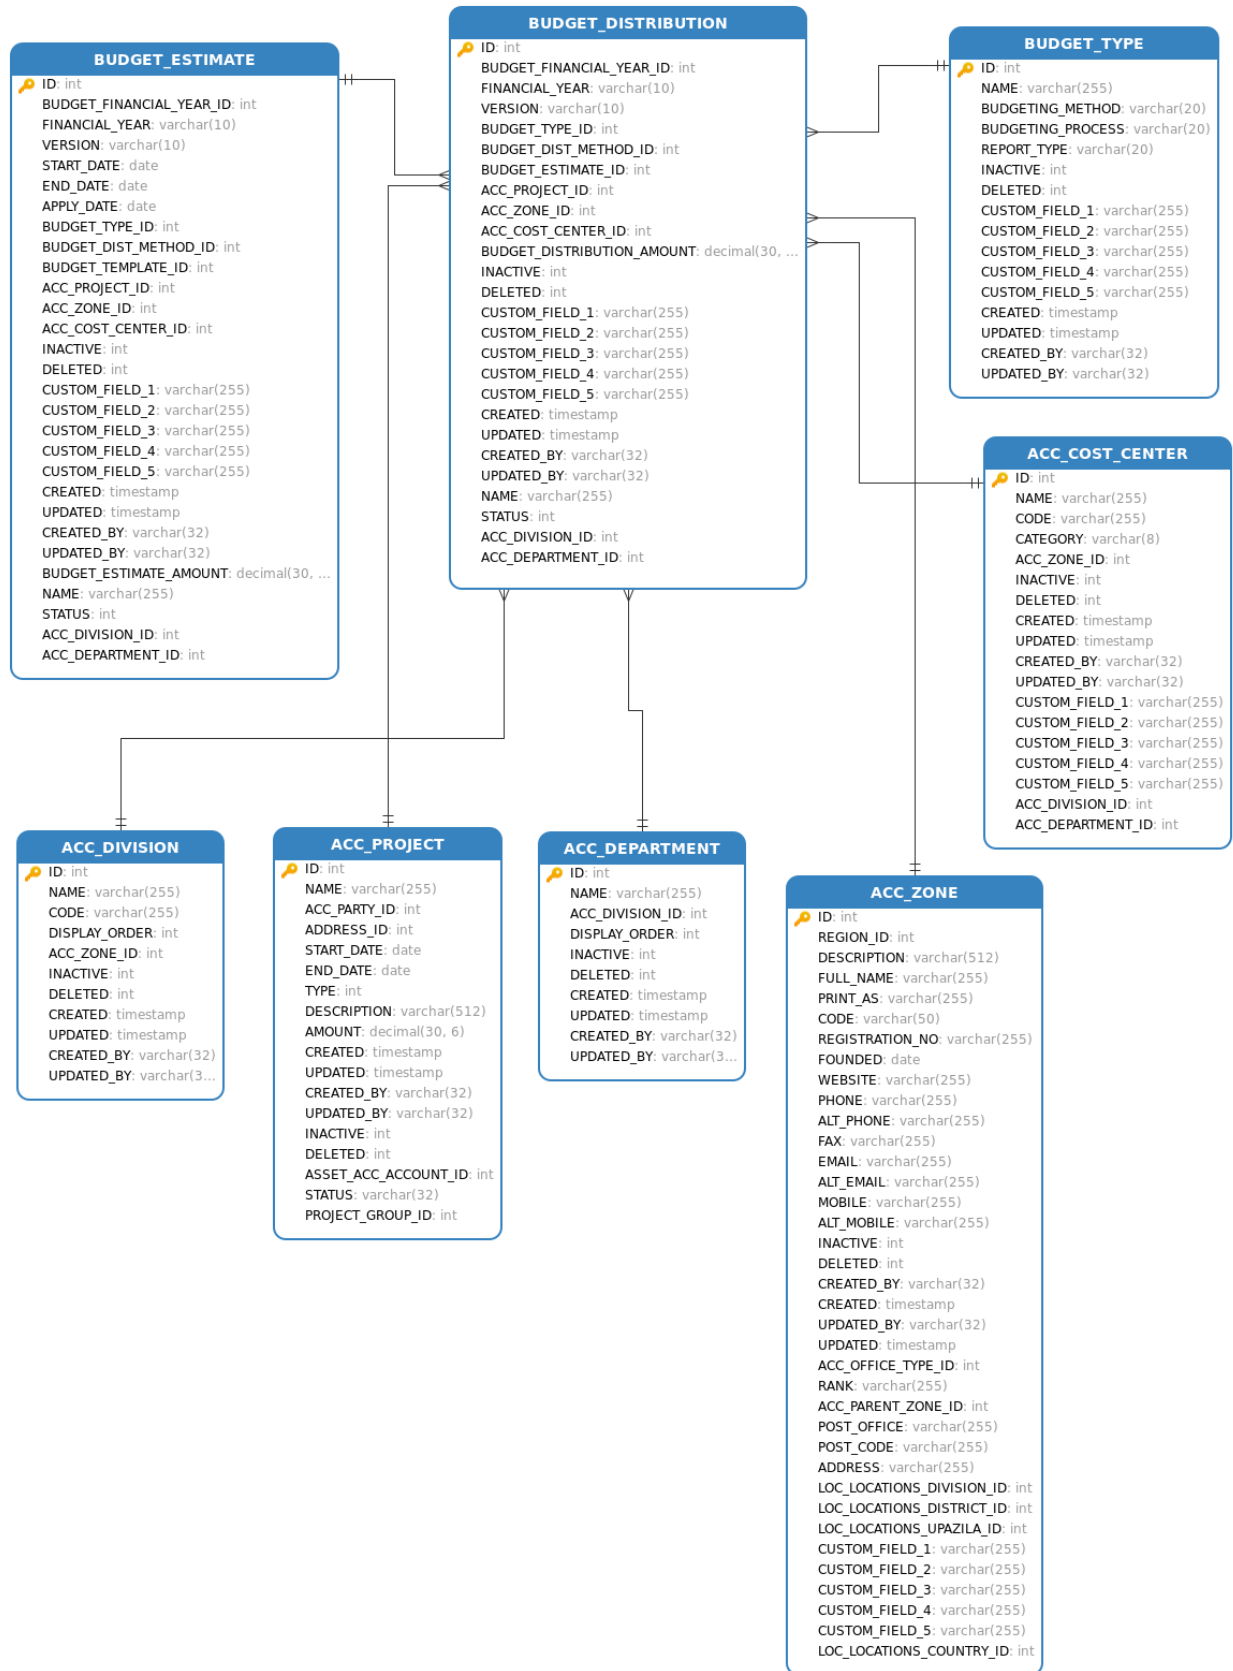 BUDGET_ESTIMATE
ID: int
BUDGET_FINANCIAL_YEAR_ID: int
FINANCIAL_YEAR: varchar(10)
VERSION: varchar(10)
START_DATE: date
END_DATE: date
APPLY_DATE: date
BUDGET_TYPE_ID: int
BUDGET_DIST_METHOD_ID: int
BUDGET_TEMPLATE_ID: int
ACC_PROJECT_ID: int
ACC_ZONE_ID: int
ACC_COST_CENTER_ID: int
INACTIVE: int
DELETED: int
CUSTOM_FIELD_1: varchar(255)
CUSTOM_FIELD_2: varchar(255)
CUSTOM_FIELD_3: varchar(255)
CUSTOM_FIELD_4: varchar(255)
CUSTOM_FIELD_5: varchar(255)
CREATED: timestamp
UPDATED: timestamp
CREATED_BY: varchar(32)
UPDATED_BY: varchar(32)
BUDGET_ESTIMATE_AMOUNT: decimal(30, ...
NAME: varchar(255)
STATUS: int
ACC_DIVISION_ID: int
ACC_DEPARTMENT_ID: int
BUDGET_DISTRIBUTION
ID: int
BUDGET_FINANCIAL_YEAR_ID: int
FINANCIAL_YEAR: varchar(10)
VERSION: varchar(10)
BUDGET_TYPE_ID: int
BUDGET_DIST_METHOD_ID: int
BUDGET_ESTIMATE_ID: int
ACC_PROJECT_ID: int
ACC_ZONE_ID: int
ACC_COST_CENTER_ID: int
BUDGET_DISTRIBUTION_AMOUNT: decimal(30, ...
INACTIVE: int
DELETED: int
CUSTOM_FIELD_1: varchar(255)
CUSTOM_FIELD_2: varchar(255)
CUSTOM_FIELD_3: varchar(255)
CUSTOM_FIELD_4: varchar(255)
CUSTOM_FIELD_5: varchar(255)
CREATED: timestamp
UPDATED: timestamp
CREATED_BY: varchar(32)
UPDATED_BY: varchar(32)
NAME: varchar(255)
STATUS: int
ACC_DIVISION_ID: int
ACC_DEPARTMENT_ID: int
BUDGET_TYPE
ID: int
NAME: varchar(255)
BUDGETING_METHOD: varchar(20)
BUDGETING_PROCESS: varchar(20)
REPORT_TYPE: varchar(20)
INACTIVE: int
DELETED: int
CUSTOM_FIELD_1: varchar(255)
CUSTOM_FIELD_2: varchar(255)
CUSTOM_FIELD_3: varchar(255)
CUSTOM_FIELD_4: varchar(255)
CUSTOM_FIELD_5: varchar(255)
CREATED: timestamp
UPDATED: timestamp
CREATED_BY: varchar(32)
UPDATED_BY: varchar(32)
ACC_COST_CENTER
ID: int
NAME: varchar(255)
CODE: varchar(255)
CATEGORY: varchar(8)
ACC_ZONE_ID: int
INACTIVE: int
DELETED: int
CREATED: timestamp
UPDATED: timestamp
CREATED_BY: varchar(32)
UPDATED_BY: varchar(32)
CUSTOM_FIELD_1: varchar(255)
CUSTOM_FIELD_2: varchar(255)
CUSTOM_FIELD_3: varchar(255)
CUSTOM_FIELD_4: varchar(255)
CUSTOM_FIELD_5: varchar(255)
ACC_DIVISION_ID: int
ACC_DEPARTMENT_ID: int
ACC_DIVISION
ID: int
NAME: varchar(255)
CODE: varchar(255)
DISPLAY_ORDER: int
ACC_ZONE_ID: int
INACTIVE: int
DELETED: int
CREATED: timestamp
UPDATED: timestamp
CREATED_BY: varchar(32)
UPDATED_BY: varchar(3...
ACC_PROJECT
ID: int
NAME: varchar(255)
ACC_PARTY_ID: int
ADDRESS_ID: int
START_DATE: date
END_DATE: date
TYPE: int
DESCRIPTION: varchar(512)
AMOUNT: decimal(30, 6)
CREATED: timestamp
UPDATED: timestamp
CREATED_BY: varchar(32)
UPDATED_BY: varchar(32)
INACTIVE: int
DELETED: int
ASSET_ACC_ACCOUNT_ID: int
STATUS: varchar(32)
PROJECT_GROUP_ID: int
ACC_DEPARTMENT
ID: int
NAME: varchar(255)
ACC_DIVISION_ID: int
DISPLAY_ORDER: int
INACTIVE: int
DELETED: int
CREATED: timestamp
UPDATED: timestamp
CREATED_BY: varchar(32)
UPDATED_BY: varchar(3...
ACC_ZONE
ID: int
REGION_ID: int
DESCRIPTION: varchar(512)
FULL_NAME: varchar(255)
PRINT_AS: varchar(255)
CODE: varchar(50)
REGISTRATION_NO: varchar(255)
FOUNDED: date
WEBSITE: varchar(255)
PHONE: varchar(255)
ALT_PHONE: varchar(255)
FAX: varchar(255)
EMAIL: varchar(255)
ALT_EMAIL: varchar(255)
MOBILE: varchar(255)
ALT_MOBILE: varchar(255)
INACTIVE: int
DELETED: int
CREATED_BY: varchar(32)
CREATED: timestamp
UPDATED_BY: varchar(32)
UPDATED: timestamp
ACC_OFFICE_TYPE_ID: int
RANK: varchar(255)
ACC_PARENT_ZONE_ID: int
POST_OFFICE: varchar(255)
POST_CODE: varchar(255)
ADDRESS: varchar(255)
LOC_LOCATIONS_DIVISION_ID: int
LOC_LOCATIONS_DISTRICT_ID: int
LOC_LOCATIONS_UPAZILA_ID: int
CUSTOM_FIELD_1: varchar(255)
CUSTOM_FIELD_2: varchar(255)
CUSTOM_FIELD_3: varchar(255)
CUSTOM_FIELD_4: varchar(255)
CUSTOM_FIELD_5: varchar(255)
LOC_LOCATIONS_COUNTRY_ID: int